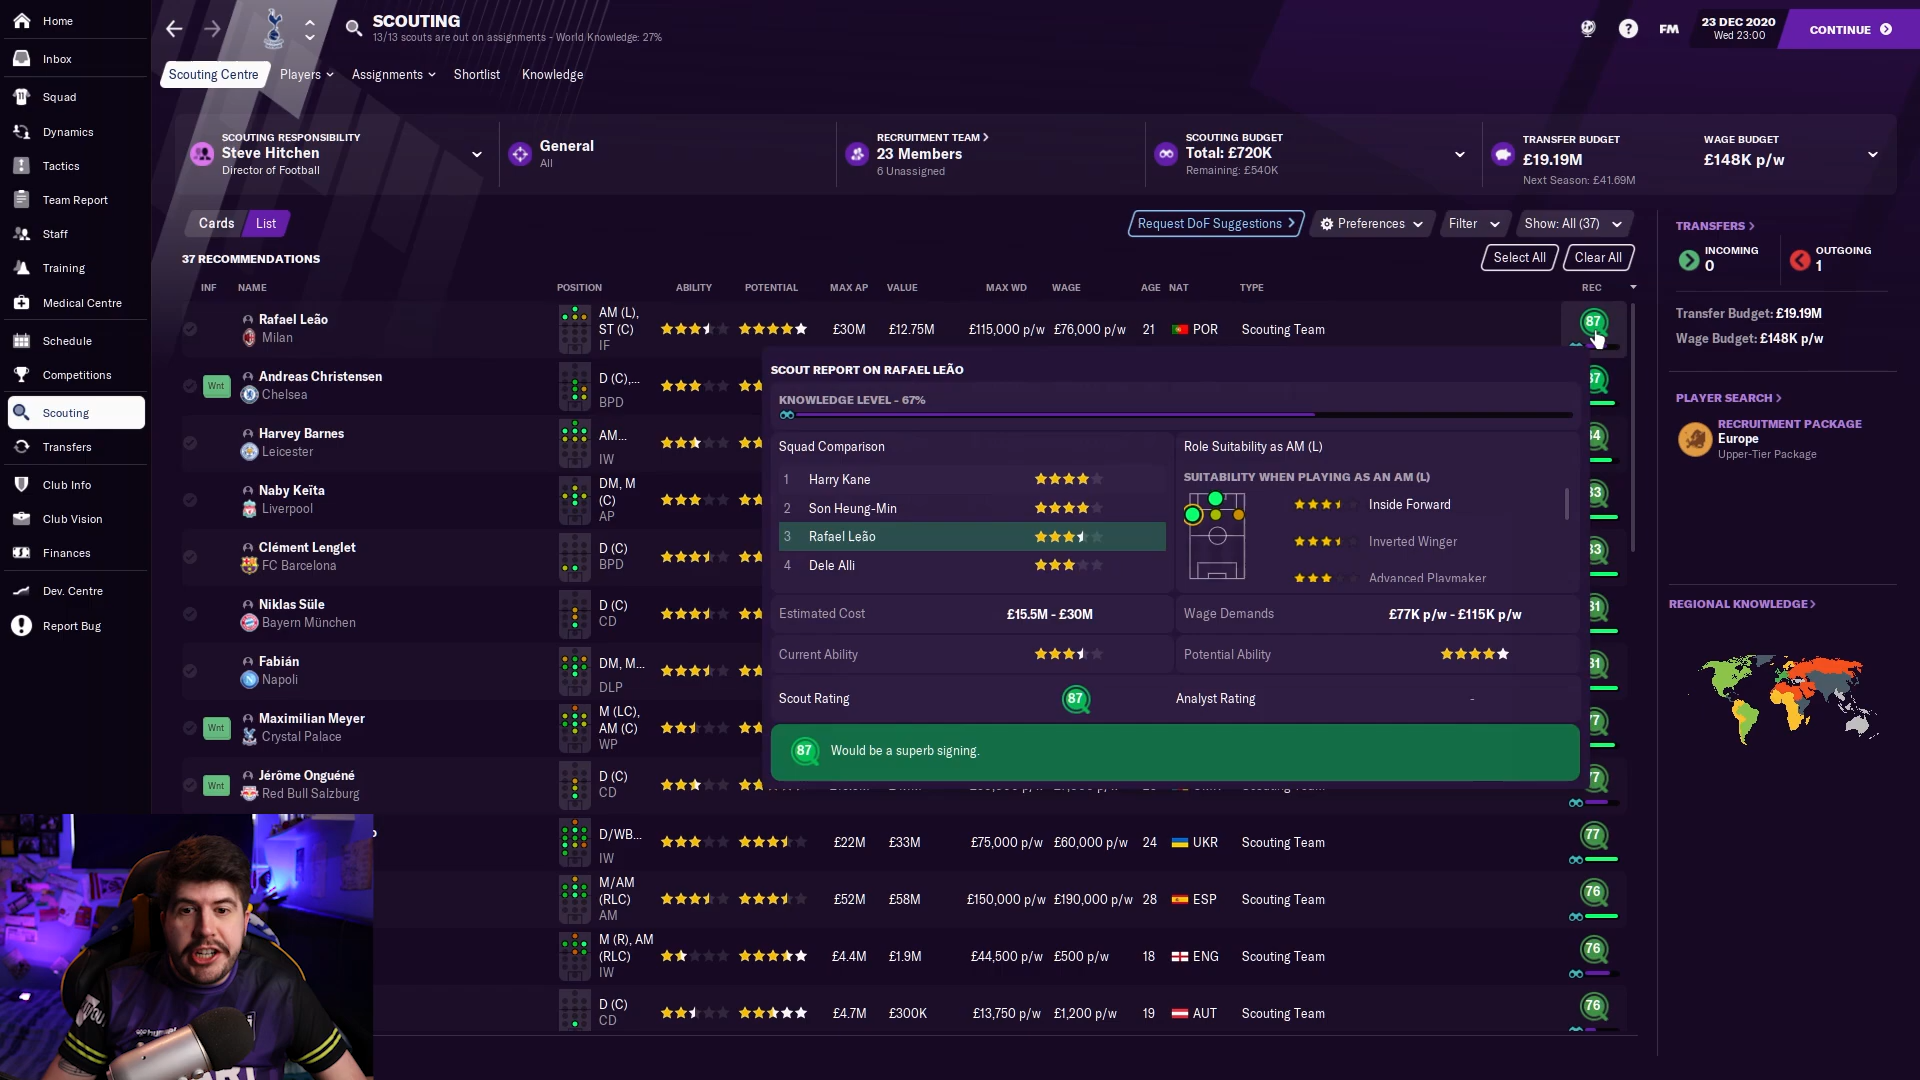 Home
Inbox
Squad
Dynamics
Tactics
Team Report
Staff
Training
Medical Centre
Schedule
Competitions
Scouting
Transfers
Club Info
Club Vision
Finances
Dev. Centre
Report Bug
SCOUTING
13/13 scouts are out on assignments - World Knowledge: 27%
FM
23 DEC 2020
Wed 23:00
CONTINUE
Scouting Centre Players Assignments Shortlist Knowledge
SCOUTING RESPONSIBILITY
Steve Hitchen
Director of Football
General
All
RECRUITMENT TEAM
23 Members
6 Unassigned
SCOUTING BUDGET
Total: £720K
Remaining: £540K
TRANSFER BUDGET
£19.19M
Next Season: £41.69M
WAGE BUDGET
£148K p/w
Cards List
Request DoF Suggestions Preferences Filter Show: All (37)
37 RECOMMENDATIONS
Select All Clear All
INF NAME POSITION ABILITY POTENTIAL MAX AP VALUE MAX WD WAGE AGE NAT TYPE REC
Rafael Leão
Milan
AM (L),
ST (C)
IF
£30M £12.75M £115,000 p/w £76,000 p/w 21 POR Scouting Team 87
Wnt
Andreas Christensen
Chelsea
D (C),...
BPD
Harvey Barnes
Leicester
AM...
IW
Naby Keïta
Liverpool
DM, M
(C)
AP
Clément Lenglet
FC Barcelona
D (C)
BPD
Niklas Süle
Bayern München
D (C)
CD
Fabián
Napoli
DM, M...
DLP
Wnt
Maximilian Meyer
Crystal Palace
M (LC),
AM (C)
WP
Wnt
Jérôme Onguéné
Red Bull Salzburg
D (C)
CD
D/WB...
IW
£22M £33M £75,000 p/w £60,000 p/w 24 UKR Scouting Team 77
M/AM
(RLC)
AM
£52M £58M £150,000 p/w £190,000 p/w 28 ESP Scouting Team 76
M (R), AM
(RLC)
IW
£4.4M £1.9M £44,500 p/w £500 p/w 18 ENG Scouting Team 76
D (C)
CD
£4.7M £300K £13,750 p/w £1,200 p/w 19 AUT Scouting Team 76
SCOUT REPORT ON RAFAEL LEÃO
KNOWLEDGE LEVEL - 67%
Squad Comparison
1 Harry Kane
2 Son Heung-Min
3 Rafael Leão
4 Dele Alli
Role Suitability as AM (L)
SUITABILITY WHEN PLAYING AS AN AM (L)
Inside Forward
Inverted Winger
Advanced Playmaker
Estimated Cost £15.5M - £30M
Wage Demands £77K p/w - £115K p/w
Current Ability
Potential Ability
Scout Rating 87
Analyst Rating -
87 Would be a superb signing.
TRANSFERS
INCOMING
0
OUTGOING
1
Transfer Budget: £19.19M
Wage Budget: £148K p/w
PLAYER SEARCH
RECRUITMENT PACKAGE
Europe
Upper-Tier Package
REGIONAL KNOWLEDGE